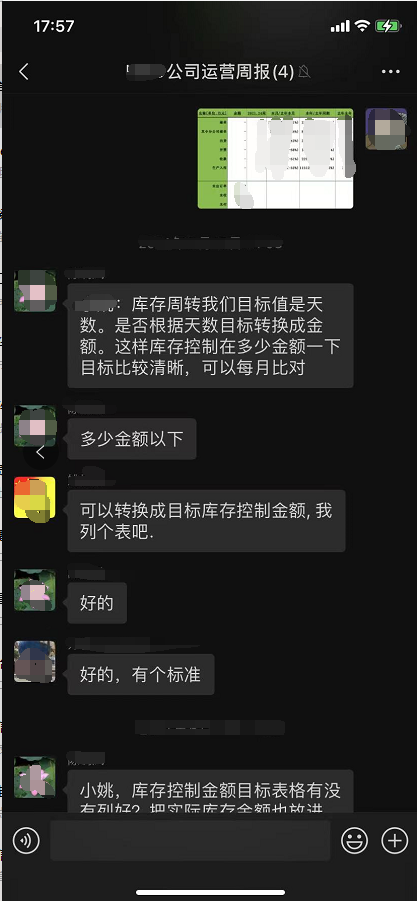 17:57
公司运营周报(4)
：库存周转我们目标值是天
数。是否根据天数目标转换成金
额。这样库存控制在多少金额一下
目标比较清晰，可以每月比对
多少金额以下
可以转换成目标库存控制金额, 我
列个表吧.
好的
好的，有个标准
小姚，库存控制金额目标表格有没
有列好? 把实际库存金额也放进